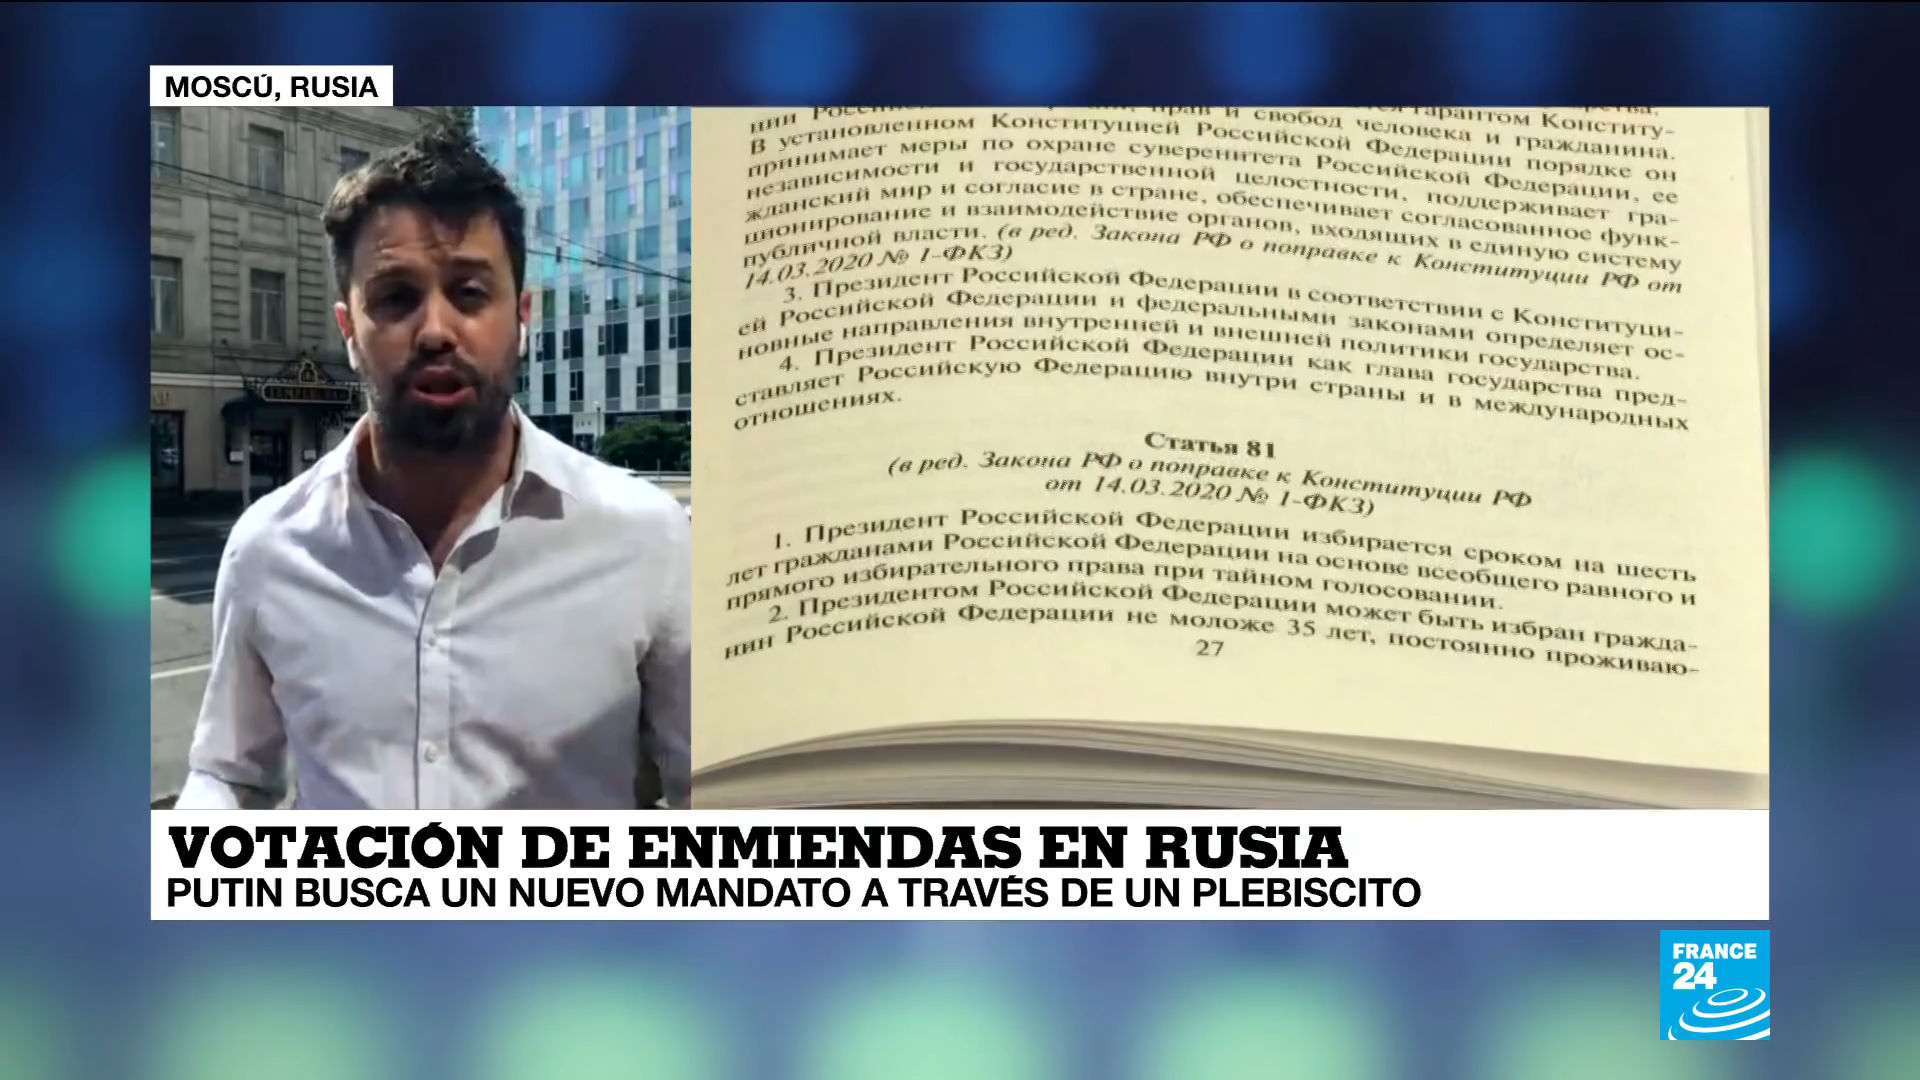 MOSCÚ, RUSIA
прав и свобод человека и гражданина.
В установленном Конституцией Российской Федерации порядке он
принимает меры по охране суверенитета Российской Федерации, ее
независимости и государственной целостности, поддерживает гра-
жданский мир и согласие в стране, обеспечивает согласованное функ-
ционирование и взаимодействие органов, входящих в единую систему
публичной власти. (в ред. Закона РФ о поправке к Конституции РФ от
14.03.2020 № 1-ФКЗ)
3. Президент Российской Федерации в соответствии с Конституци-
ей Российской Федерации и федеральными законами определяет ос-
новные направления внутренней и внешней политики государства.
4. Президент Российской Федерации как глава государства пред-
ставляет Российскую Федерацию внутри страны и в международных
отношениях.
Статья 81
(в ред. Закона РФ о поправке к Конституции РФ
от 14.03.2020 № 1-ФКЗ)
1. Президент Российской Федерации избирается сроком на шесть
лет гражданами Российской Федерации на основе всеобщего равного и
прямого избирательного права при тайном голосовании.
2. Президентом Российской Федерации может быть избран гражда-
нин Российской Федерации не моложе 35 лет, постоянно проживаю-
27
VOTACIÓN DE ENMIENDAS EN RUSIA
PUTIN BUSCA UN NUEVO MANDATO A TRAVÉS DE UN PLEBISCITO
FRANCE
24